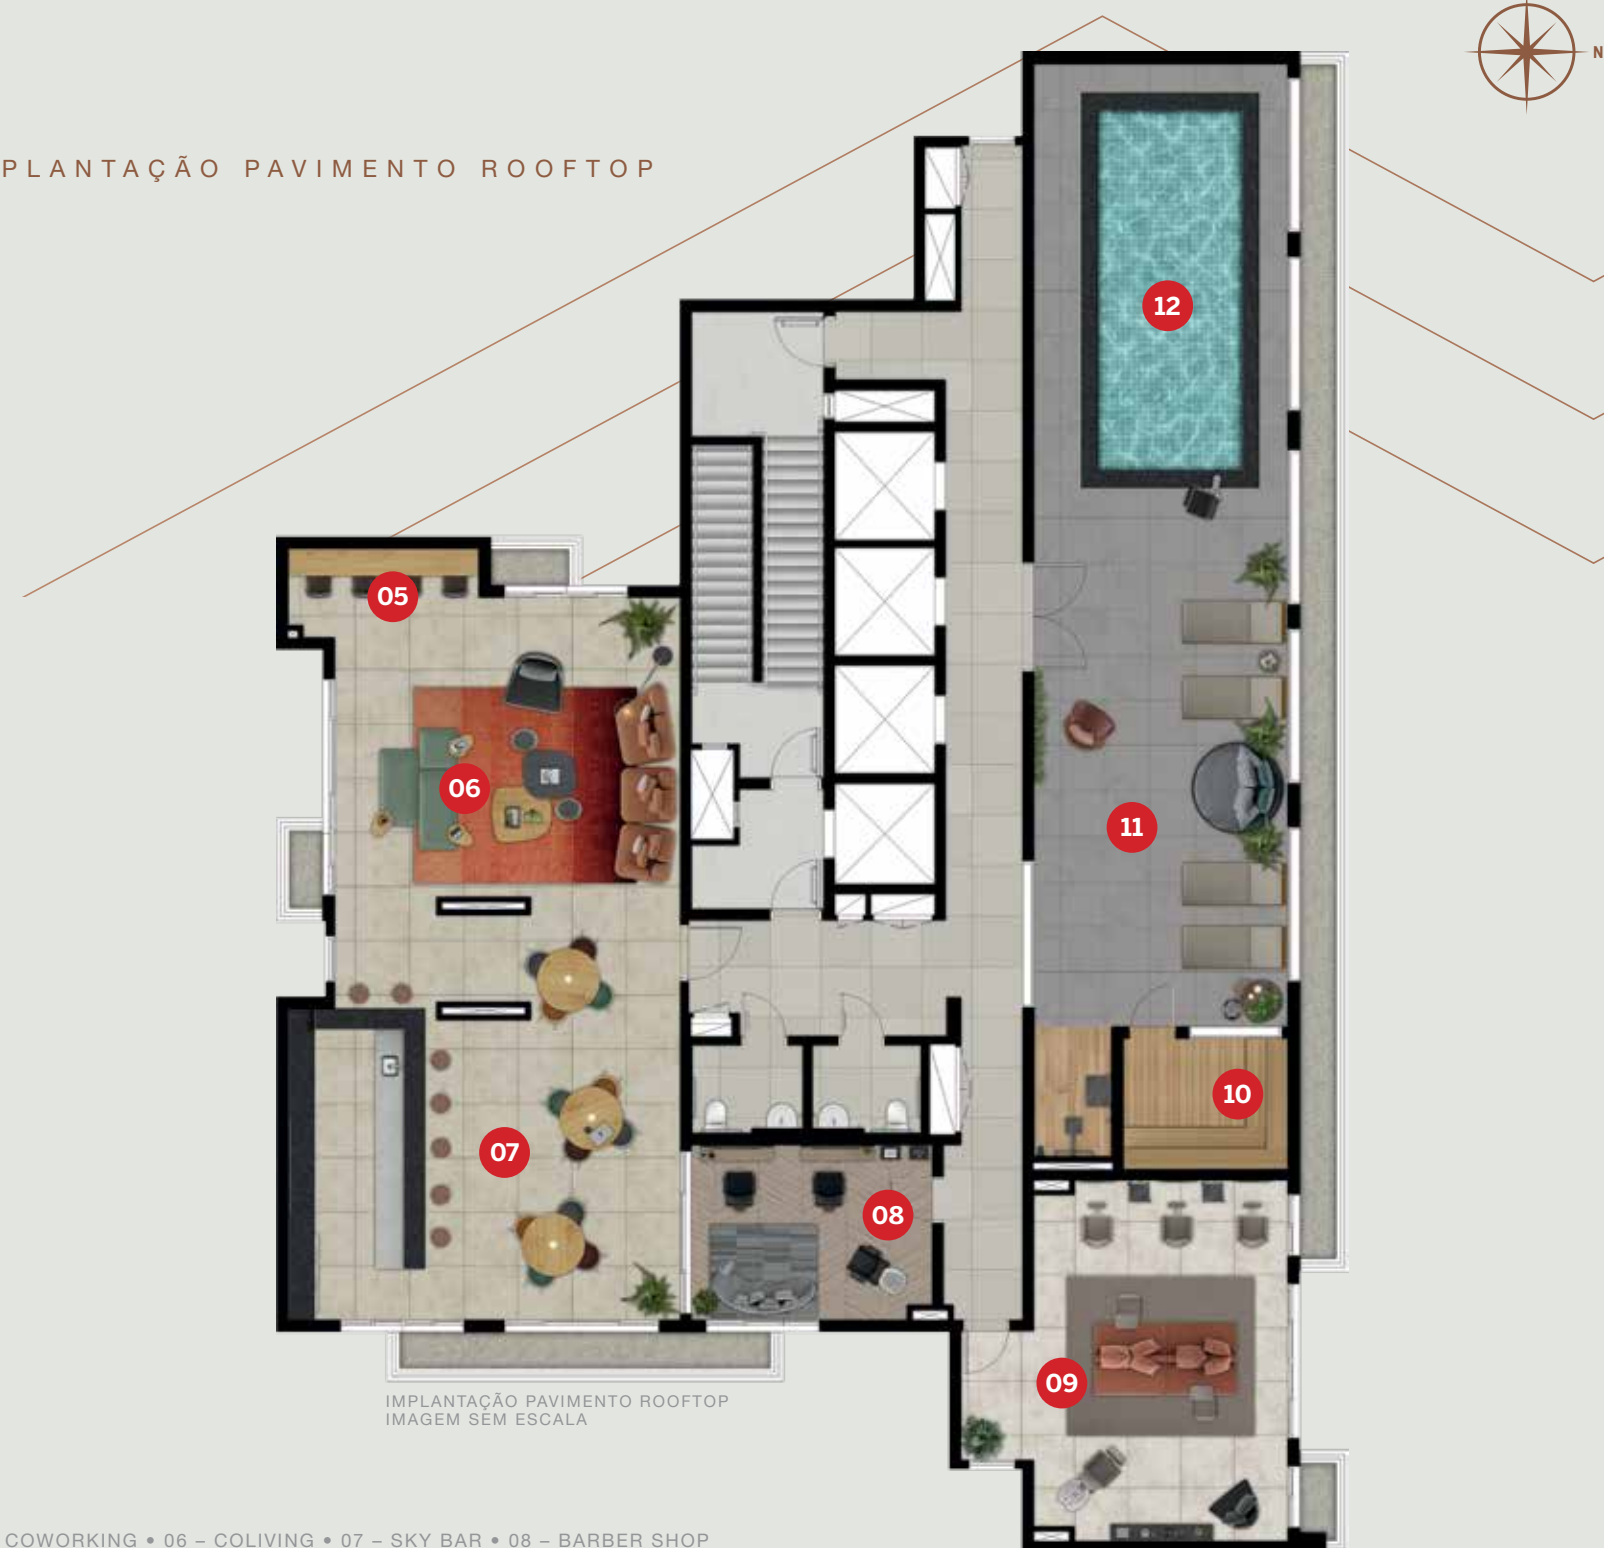 N
PLANTAÇÃO PAVIMENTO ROOFTOP
12
05
06
11
10
07
08
09
IMPLANTAÇÃO PAVIMENTO ROOFTOP
IMAGEM SEM ESCALA
COWORKING • 06 – COLIVING • 07 – SKY BAR • 08 – BARBER SHOP